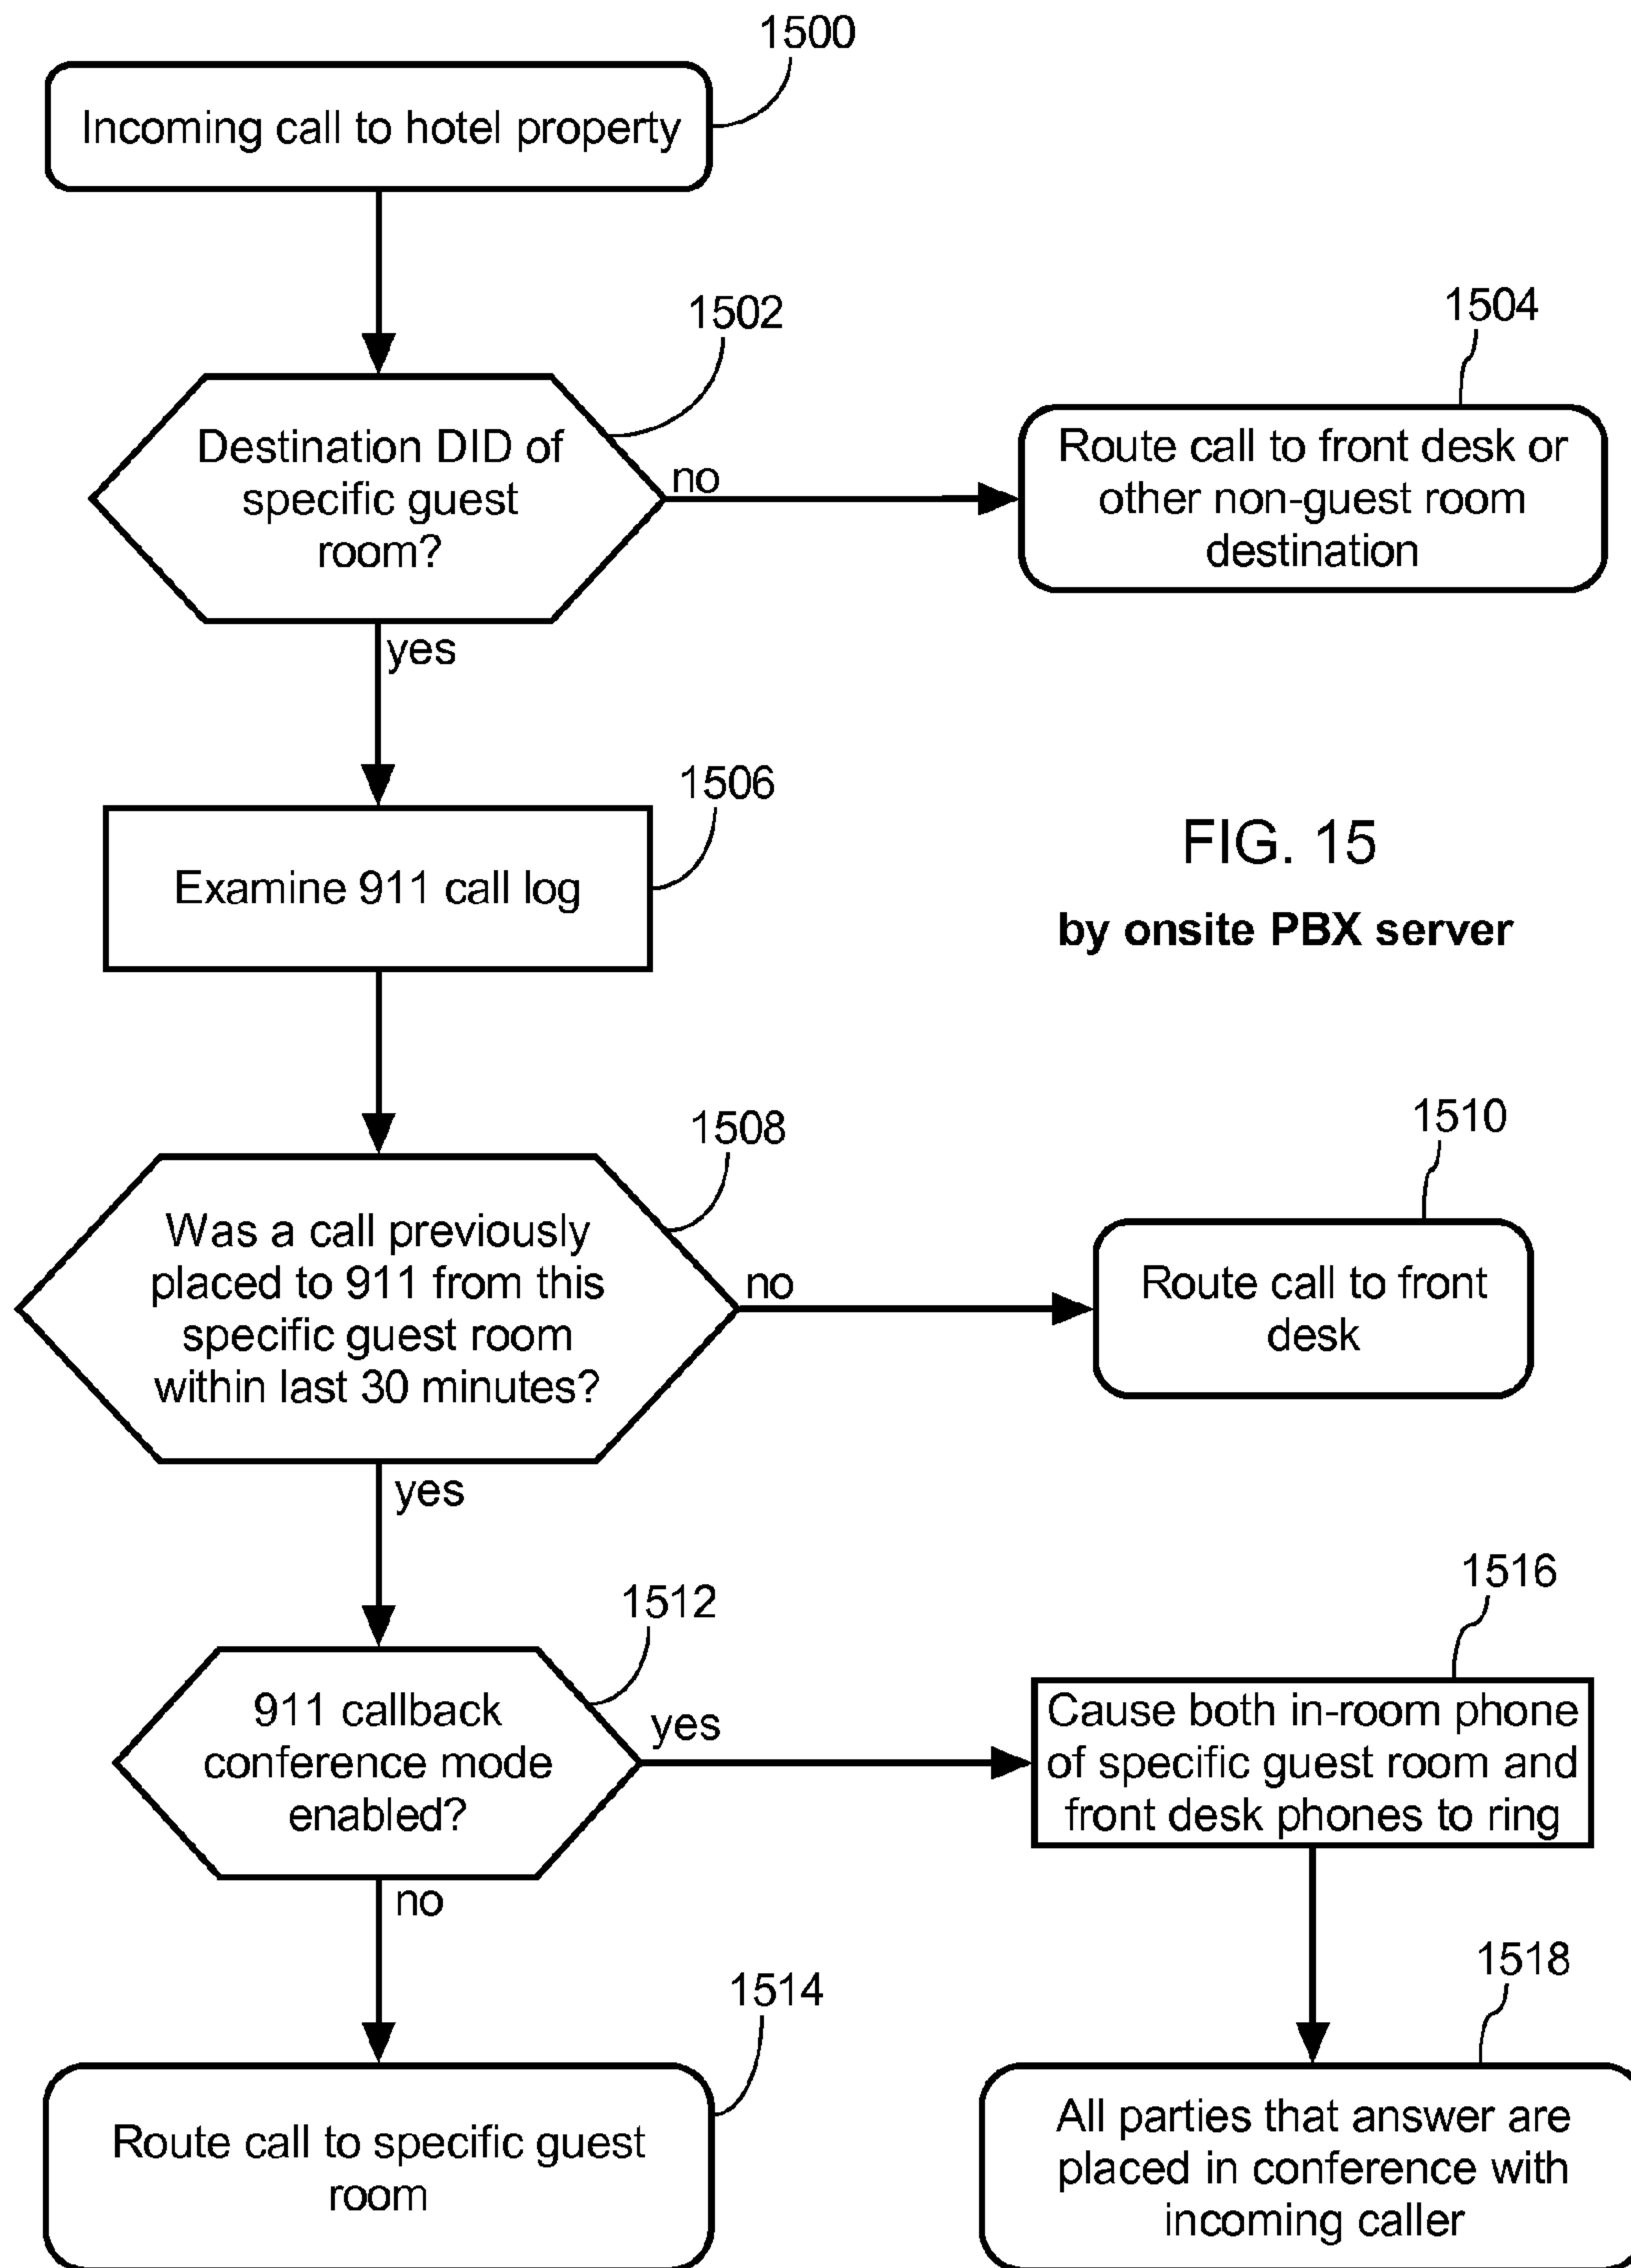 1500
Incoming call to hotel property
1502
Destination DID of
specific guest
room?
no
1504
Route call to front desk or
other non-guest room
destination
yes
1506
Examine 911 call log
FIG. 15
by onsite PBX server
1508
Was a call previously
placed to 911 from this
specific guest room
within last 30 minutes?
no
1510
Route call to front
desk
yes
1512
911 callback
conference mode
enabled?
yes
1516
Cause both in-room phone
of specific guest room and
front desk phones to ring
no
1514
Route call to specific guest
room
1518
All parties that answer are
placed in conference with
incoming caller